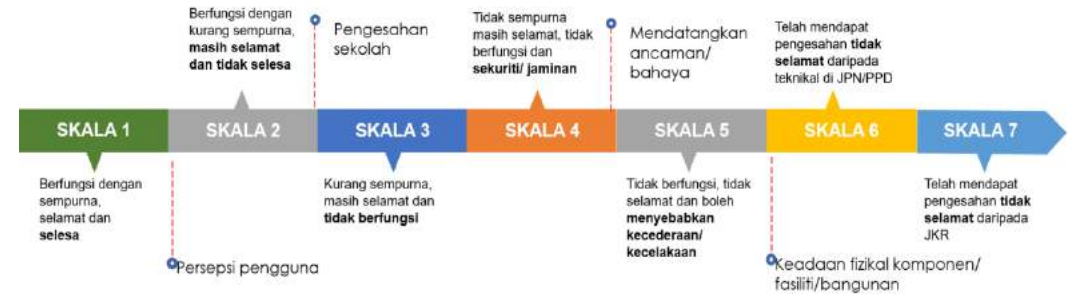 Berfungsi dengan
kurang sempurna,
masih selamat
dan tidak selesa
Pengesahan
sekolah
Tidak sempurna
masih selamat, tidak
berfungsi dan
sekuriti/ jaminan
Mendatangkan
ancaman/
bahaya
Telah mendapat
pengesahan tidak
selamat daripada
teknikal di JPN/PPD
SKALA 1
SKALA 2
SKALA 3
SKALA 4
SKALA 5
SKALA 6
SKALA 7
Berfungsi dengan
sempurna,
selamat dan
selesa
Persepsi pengguna
Kurang sempurna,
masih selamat dan
tidak berfungsi
Tidak berfungsi, tidak
selamat dan boleh
menyebabkan
kecederaan/
kecelakaan
Keadaan fizikal komponen/
fasiliti/bangunan
Telah mendapat
pengesahan tidak
selamat daripada
JKR